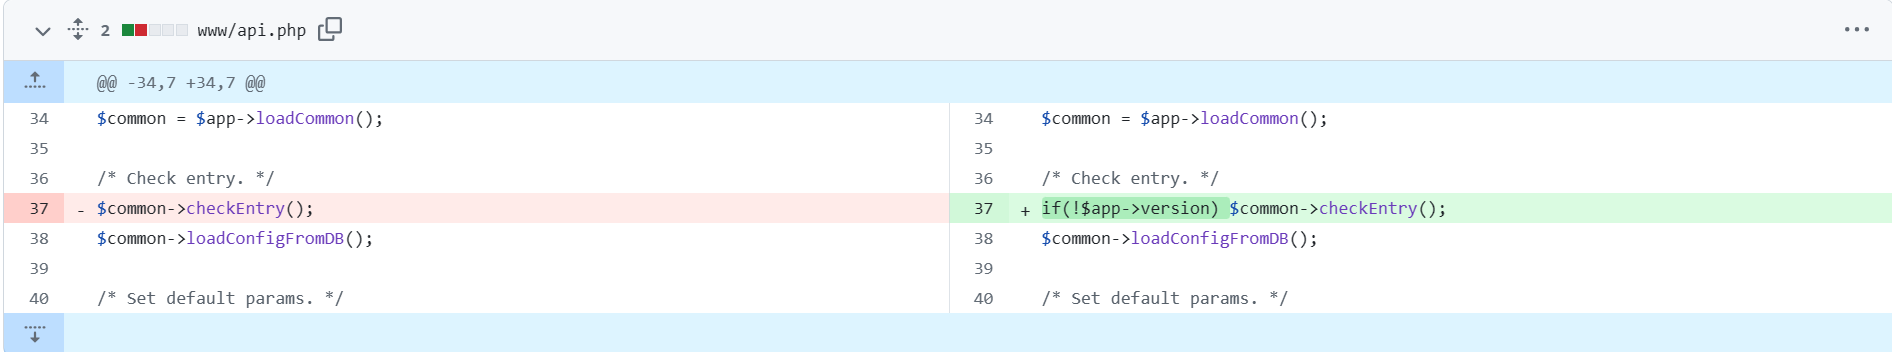 2 www/api.php
@@ -34,7 +34,7 @@
34 $common = $app->loadCommon(); 34 $common = $app->loadCommon();
35 35
36 /* Check entry. */ 36 /* Check entry. */
37 - $common->checkEntry(); 37 + if(!$app->version) $common->checkEntry();
38 $common->loadConfigFromDB(); 38 $common->loadConfigFromDB();
39 39
40 /* Set default params. */ 40 /* Set default params. */